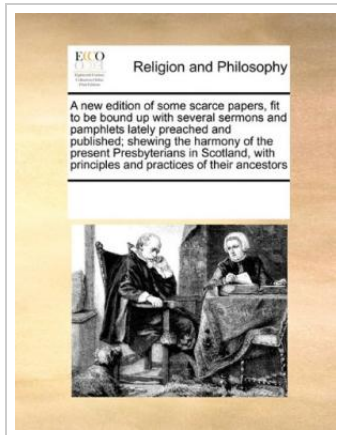 ECCO
Religion and Philosophy
A new edition of some scarce papers, fit
to be bound up with several sermons and
pamphlets lately preached and
published; shewing the harmony of the
present Presbyterians in Scotland, with
principles and practices of their ancestors